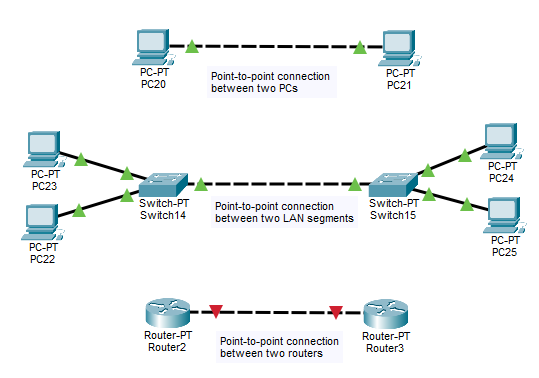 PC-PT
PC20
Point-to-point connection
between two PCs
PC-PT
PC21
PC-PT
PC23
Switch-PT
Switch14
Point-to-point connection
between two LAN segments
Switch-PT
Switch15
PC-PT
PC24
PC-PT
PC22
PC-PT
PC25
Router-PT
Router2
Point-to-point connection
between two routers
Router-PT
Router3